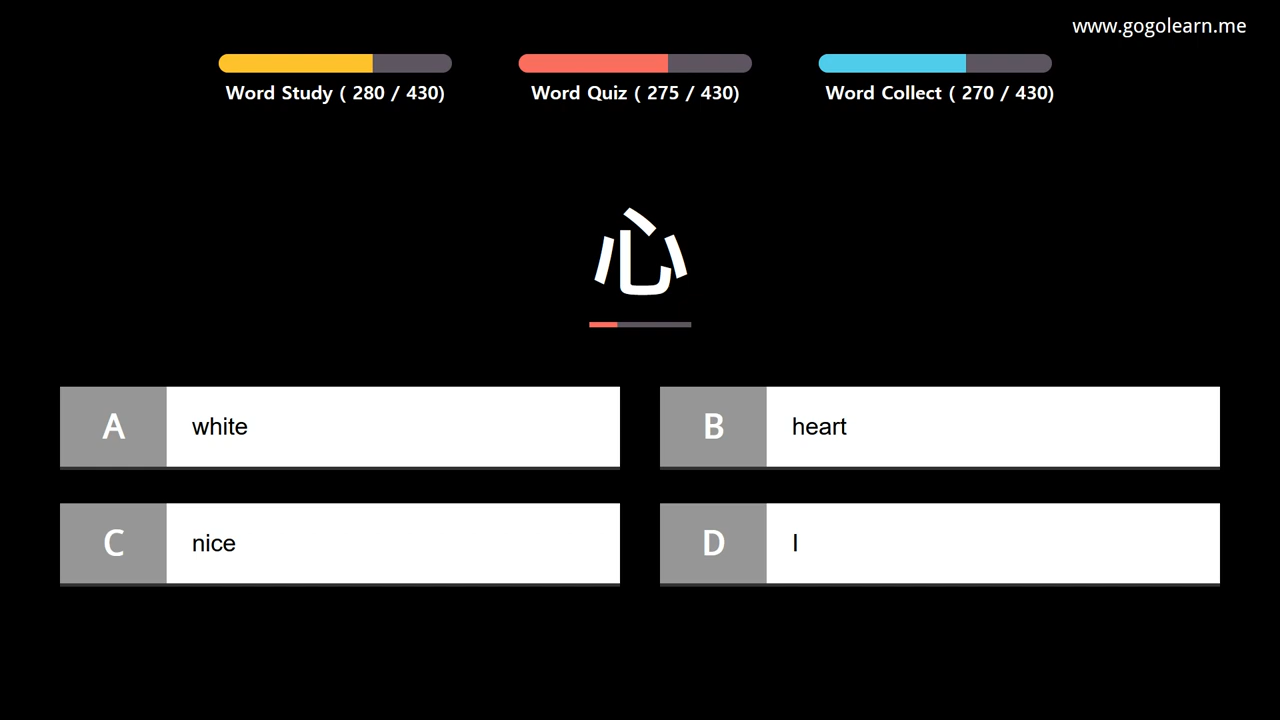 www.gogolearn.me
Word Study ( 280 / 430)
Word Quiz ( 275 / 430)
Word Collect ( 270 / 430)
心
A white
B heart
C nice
D I